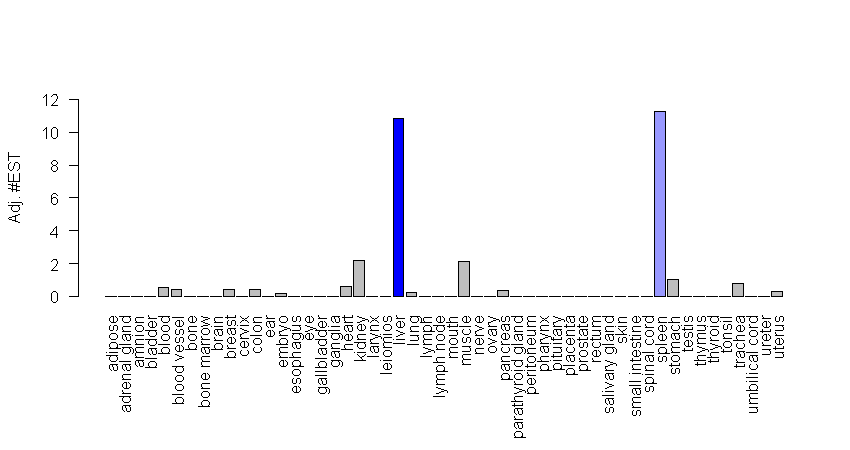 Adj. #EST
12
10
8
6
4
2
0
adipose
adrenal gland
amnion
bladder
blood
blood vessel
bone
bone marrow
brain
breast
cervix
colon
ear
embryo
esophagus
eye
gallbladder
ganglia
heart
kidney
larynx
leiomios
liver
lung
lymph
lymph node
mouth
muscle
nerve
ovary
pancreas
parathyroid gland
peritoneum
pharynx
pituitary
placenta
prostate
rectum
salivary gland
skin
small intestine
spinal cord
spleen
stomach
testis
thymus
thyroid
tonsil
trachea
umbilical cord
ureter
uterus